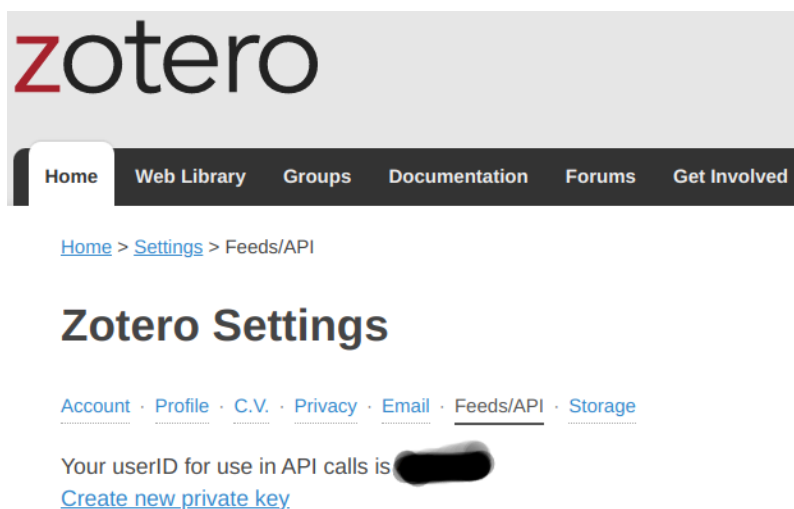 zotero
Home Web Library Groups Documentation Forums Get Involved
Home > Settings > Feeds/API
Zotero Settings
Account · Profile · C.V. · Privacy · Email · Feeds/API · Storage
Your userID for use in API calls is
Create new private key